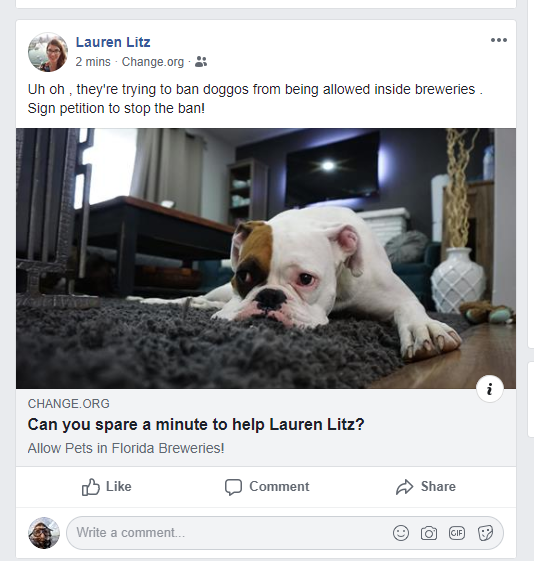 Lauren Litz
2 mins · Change.org ·
Uh oh , they're trying to ban doggos from being allowed inside breweries .
Sign petition to stop the ban!
i
CHANGE.ORG
Can you spare a minute to help Lauren Litz?
Allow Pets in Florida Breweries!
Like Comment Share
Write a comment... GIF